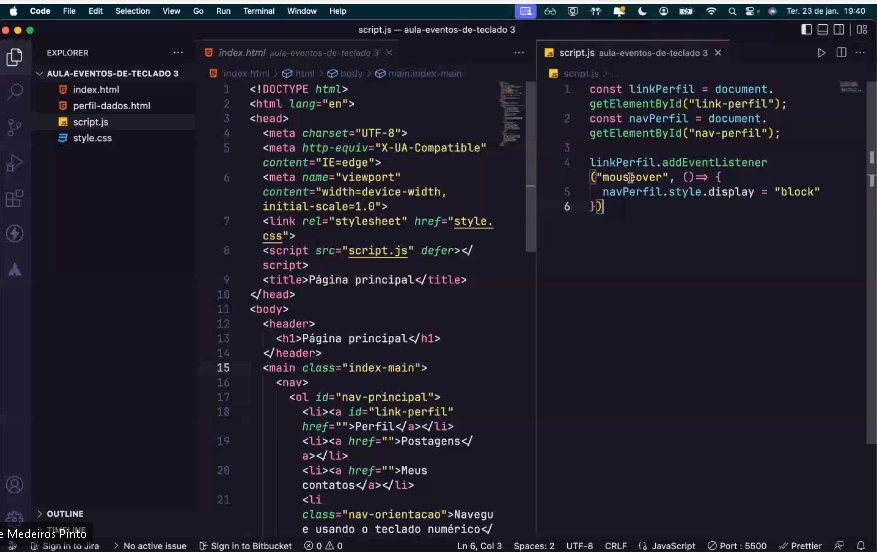 Code File Edit Selection View Go Run Terminal Window Help Ter. 23 de jan. 19:40
script.js — aula-eventos-de-teclado 3
EXPLORER
AULA-EVENTOS-DE-TECLADO 3
index.html
perfil-dados.html
script.js
style.css
OUTLINE
TIMELINE
index.html aula-eventos-de-teclado 3
index.html > html > body > main.index-main
1 <!DOCTYPE html>
2 <html lang="en">
3 <head>
4 <meta charset="UTF-8">
5 <meta http-equiv="X-UA-Compatible"
content="IE=edge">
6 <meta name="viewport"
content="width=device-width,
initial-scale=1.0">
7 <link rel="stylesheet" href="style.
css">
8 <script src="script.js" defer></
script>
9 <title>Página principal</title>
10 </head>
11 <body>
12 <header>
13 <h1>Página principal</h1>
14 </header>
15 <main class="index-main">
16 <nav>
17 <ol id="nav-principal">
18 <li><a id="link-perfil"
href="">Perfil</a></li>
19 <li><a href="">Postagens</
a></li>
20 <li><a href="">Meus
contatos</a></li>
21 <li
class="nav-orientacao">Navegu
e usando o teclado numérico</
script.js aula-eventos-de-teclado 3
script.js > ...
1 const linkPerfil = document.
getElementById("link-perfil");
2 const navPerfil = document.
getElementById("nav-perfil");
3
4 linkPerfil.addEventListener
("mouseover", ()=> {
5 navPerfil.style.display = "block"
6 })
e Medeiros Pinto
Sign in to Jira No active issue Sign in to Bitbucket 0 0 Ln 6, Col 3 Spaces: 2 UTF-8 CRLF {} JavaScript Port : 5500 Prettier